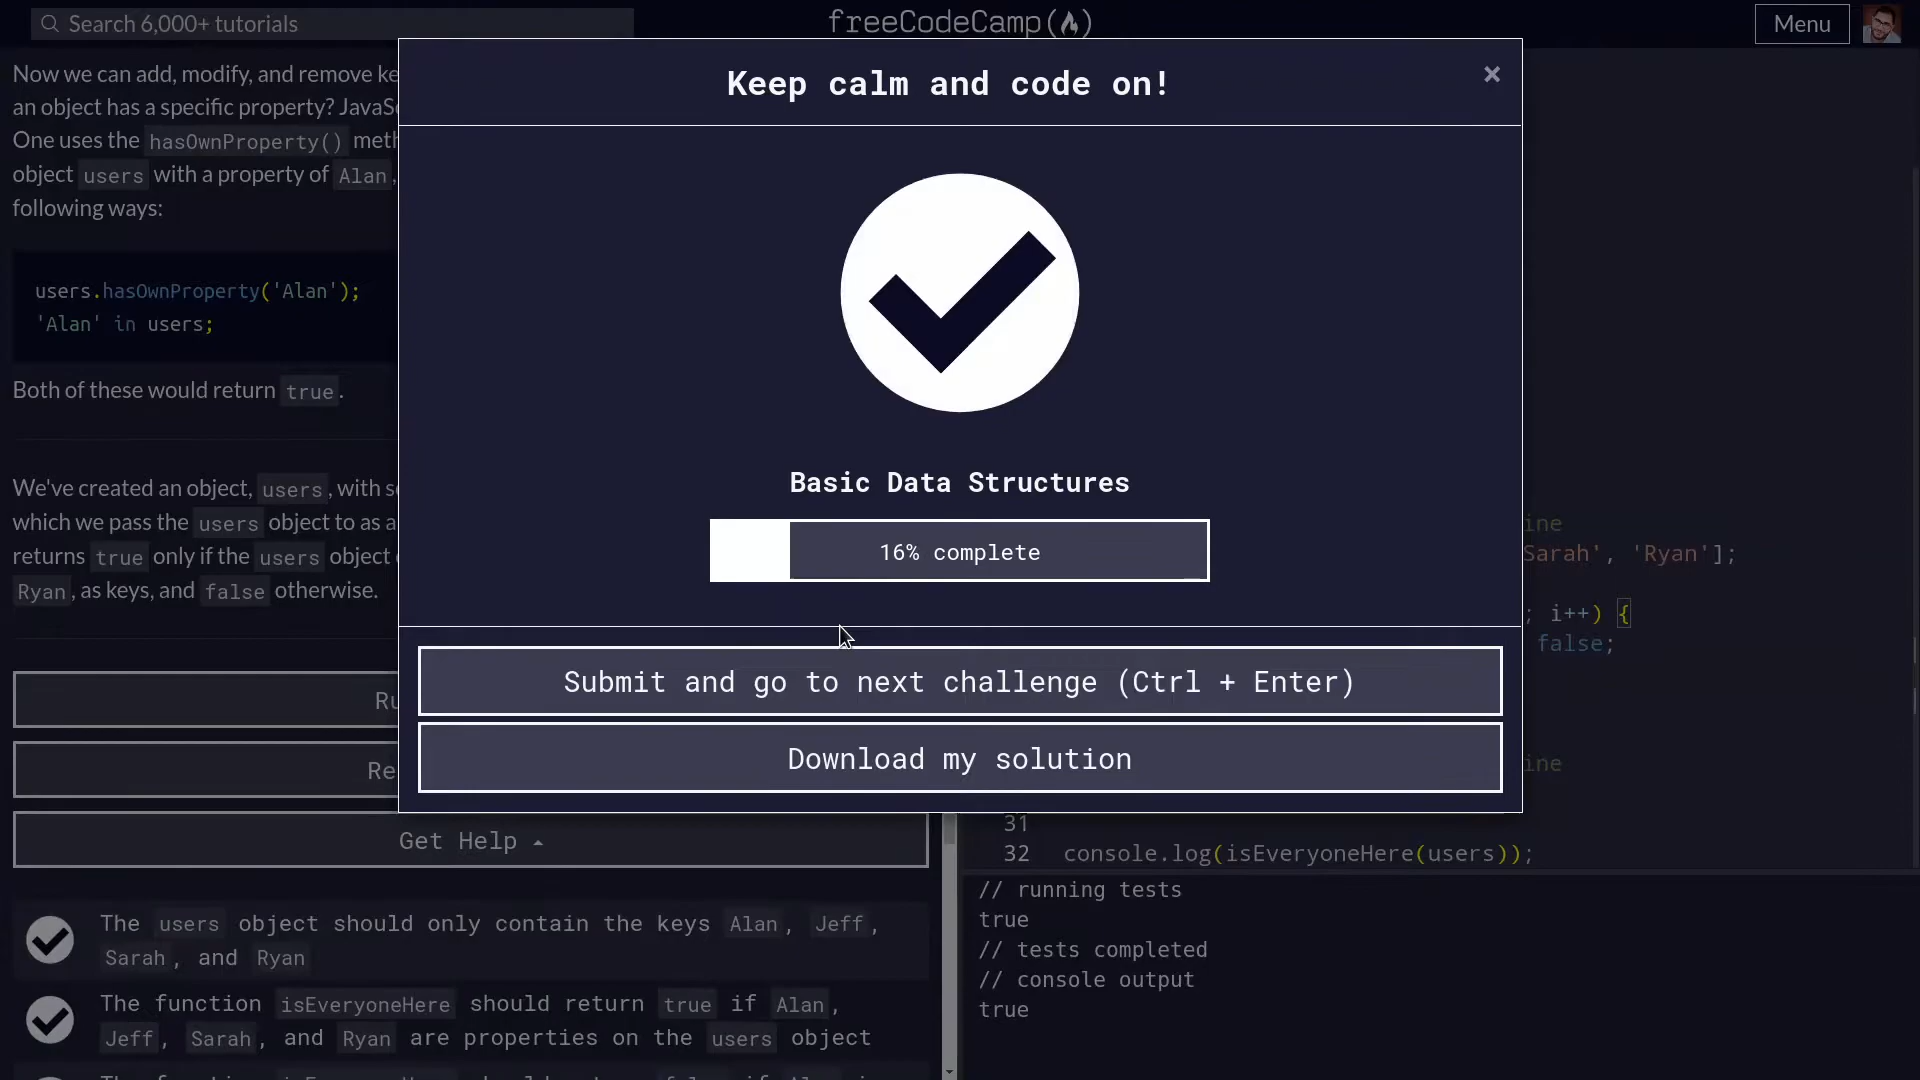 Search 6,000+ tutorials
freeCodeCamp
Menu
Keep calm and code on!
×
Basic Data Structures
16% complete
Submit and go to next challenge (Ctrl + Enter)
Download my solution
Now we can add, modify, and remove
an object has a specific property?
One uses the hasOwnProperty()
object users with a property of Alan,
following ways:
users.hasOwnProperty('Alan');
'Alan' in users;
Both of these would return true.
We've created an object, users, with
which we pass the users object to as a
returns true only if the users object
Ryan, as keys, and false otherwise.
Get Help
The users object should only contain the keys Alan, Jeff,
Sarah, and Ryan
The function isEveryoneHere should return true if Alan,
Jeff, Sarah, and Ryan are properties on the users object
Sarah', 'Ryan'];
; i++) {
false;
31
32 console.log(isEveryoneHere(users));
// running tests
true
// tests completed
// console output
true